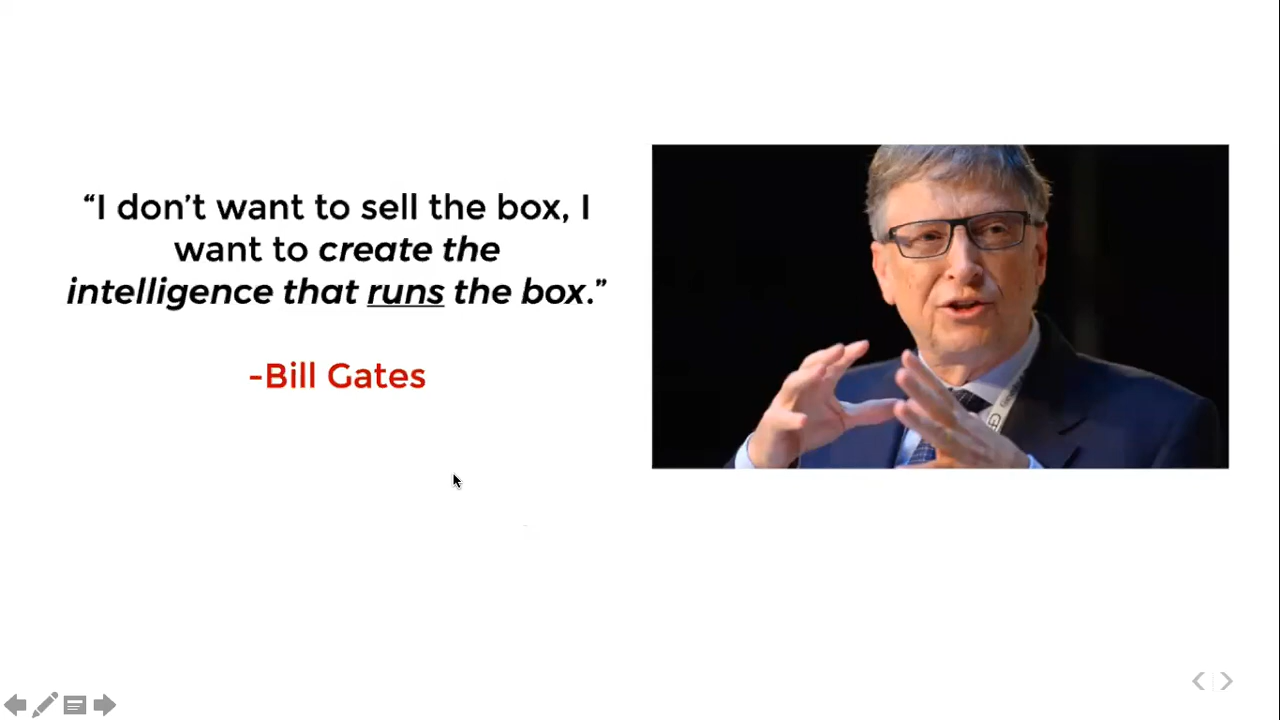 “I don’t want to sell the box, I
want to create the
intelligence that runs the box.”
-Bill Gates